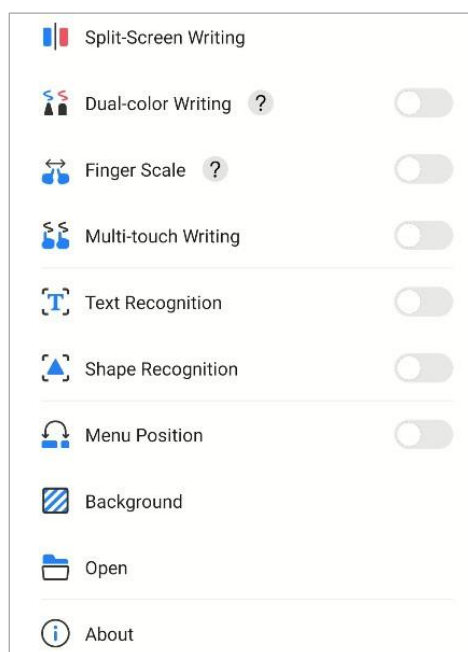 Split-Screen Writing
Dual-color Writing ?
Finger Scale ?
Multi-touch Writing
Text Recognition
Shape Recognition
Menu Position
Background
Open
About